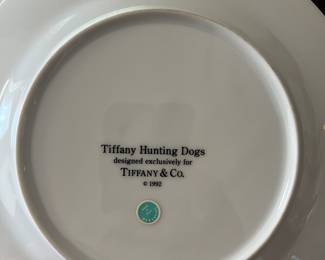 Tiffany Hunting Dogs
designed exclusively for
TIFFANY & CO.
© 1992